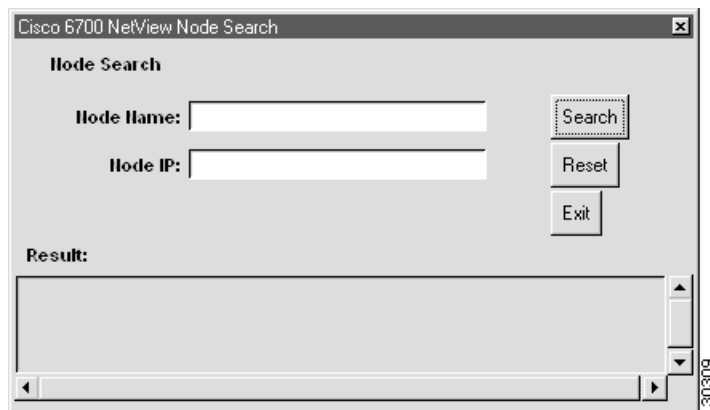 Cisco 6700 NetView Node Search
Node Search
Node Name:
Search
Node IP:
Reset
Exit
Result:
30309